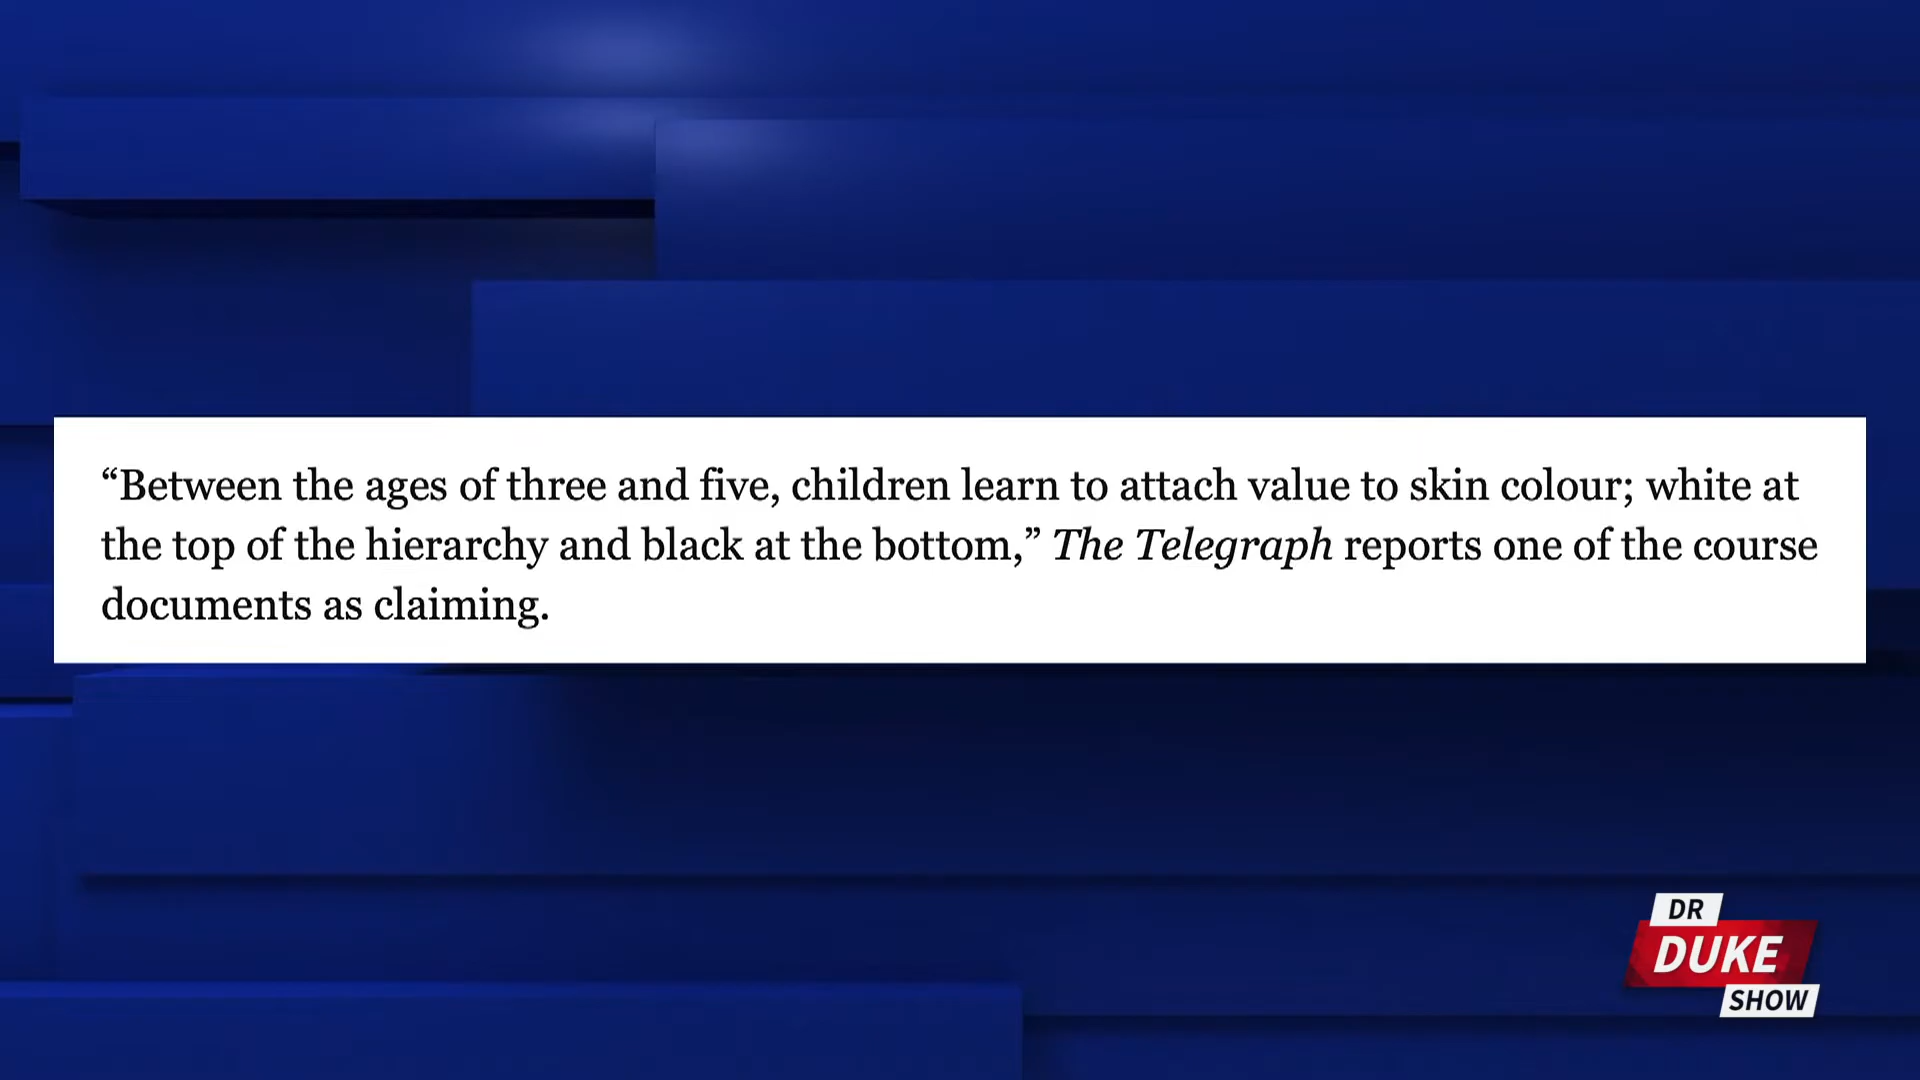 “Between the ages of three and five, children learn to attach value to skin colour; white at
the top of the hierarchy and black at the bottom,” The Telegraph reports one of the course
documents as claiming.
DR
DUKE
SHOW